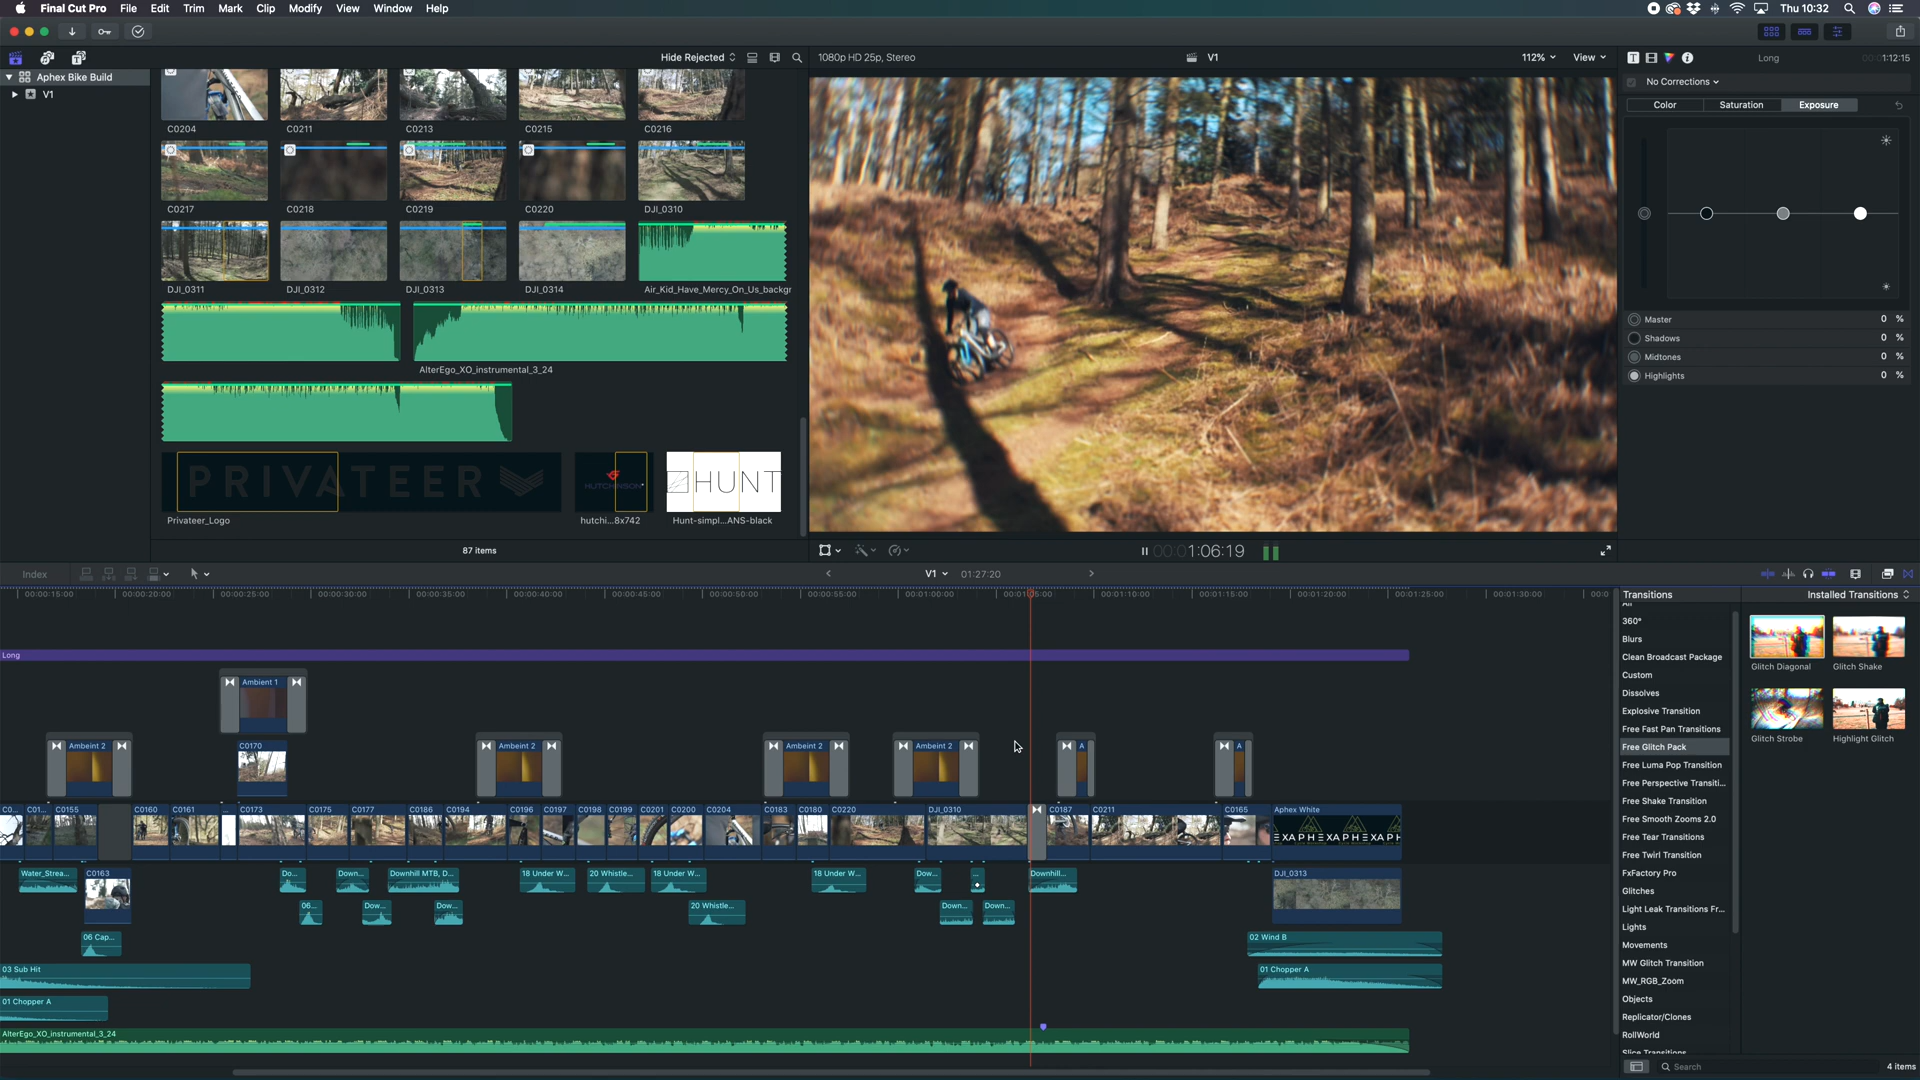 Final Cut Pro File Edit Trim Mark Clip Modify View Window Help
Thu 10:32
Hide Rejected
1080p HD 25p, Stereo
V1
112%
View
Long
1:12:15
Aphex Bike Build
V1
No Corrections
Color Saturation Exposure
C0204 C0211 C0213 C0215 C0216
C0217 C0218 C0219 C0220 DJI_0310
DJI_0311 DJI_0312 DJI_0313 DJI_0314 Air_Kid_Have_Mercy_On_Us_backgr
AlterEgo_XO_instrumental_3_24
PRIVATEER
HUTCHINSON
HUNT
Privateer_Logo hutchi...8x742 Hunt-simpl...ANS-black
87 items
Master 0 %
Shadows 0 %
Midtones 0 %
Highlights 0 %
00:00:1:06:19
Index
V1 01:27:20
00:00:15:00 00:00:20:00 00:00:25:00 00:00:30:00 00:00:35:00 00:00:40:00 00:00:45:00 00:00:50:00 00:00:55:00 00:01:00:00 00:01:05:00 00:01:10:00 00:01:15:00 00:01:20:00 00:01:25:00 00:01:30:00 00:0
Long
Ambient 1
Ambeint 2 C0170 Ambeint 2 Ambeint 2 Ambeint 2 A A
C0... C01... C0155 C0160 C0161 C0173 C0175 C0177 C0186 C0194 C0196 C0197 C0198 C0199 C0201 C0200 C0204 C0183 C0180 C0220 DJI_0310 C0187 C0211 C0165 Aphex White
Water_Strea... C0163 Do... Down... Downhill MTB, D... 18 Under W... 20 Whistle... 18 Under W... 18 Under W... Dow... ... Downhill... DJI_0313
06... Dow... Dow... 20 Whistle... Down... Down...
06 Cap... 02 Wind B
03 Sub Hit 01 Chopper A
01 Chopper A
AlterEgo_XO_instrumental_3_24
Transitions
Installed Transitions
All
360°
Blurs
Clean Broadcast Package
Custom
Dissolves
Explosive Transition
Free Fast Pan Transitions
Free Glitch Pack
Free Luma Pop Transition
Free Perspective Transiti...
Free Shake Transition
Free Smooth Zooms 2.0
Free Tear Transitions
Free Twirl Transition
FxFactory Pro
Glitches
Light Leak Transitions Fr...
Lights
Movements
MW Glitch Transition
MW_RGB_Zoom
Objects
Replicator/Clones
RollWorld
Slice Transitions
Glitch Diagonal Glitch Shake
Glitch Strobe Highlight Glitch
Search
4 items